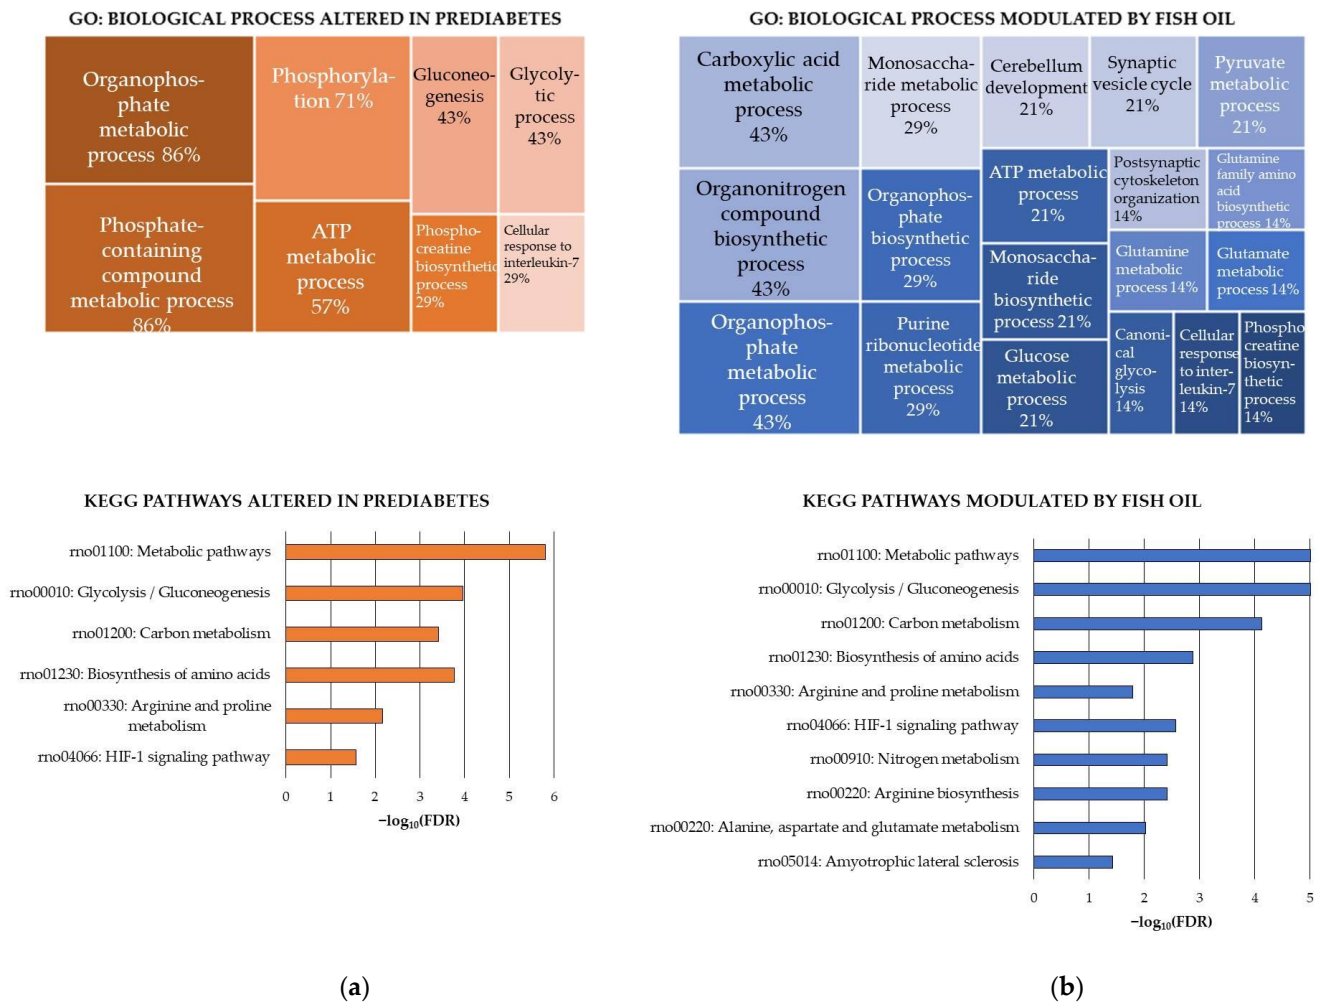 GO: BIOLOGICAL PROCESS ALTERED IN PREDIABETES
Organophos-
phate
metabolic
process 86%
Phosphate-
containing
compound
metabolic process
86%
Phosphoryla-
tion 71%
ATP
metabolic
process
57%
Gluconeo-
genesis
43%
Glycoly-
tic
process
43%
Phospho-
creatine
biosynthetic
process
29%
Cellular
response to
interleukin-7
29%
GO: BIOLOGICAL PROCESS MODULATED BY FISH OIL
Carboxylic acid
metabolic
process
43%
Organonitrogen
compound
biosynthetic
process
43%
Organophos-
phate
metabolic
process
43%
Monosaccha-
ride metabolic
process
29%
Organophos-
phate
biosynthetic
process
29%
Purine
ribonucleotide
metabolic
process
29%
Cerebellum
development
21%
Synaptic
vesicle cycle
21%
Pyruvate
metabolic
process
21%
ATP metabolic
process
21%
Monosaccha-
ride
biosynthetic
process 21%
Glucose
metabolic
process
21%
Postsynaptic
cytoskeleton
organization
14%
Glutamine
family amino
acid
biosynthetic
process 14%
Glutamine
metabolic
process 14%
Glutamate
metabolic
process 14%
Canoni-
cal
glyco-
lysis
14%
Cellular
response
to inter-
leukin-7
14%
Phospho
creatine
biosyn-
thetic
process
14%
KEGG PATHWAYS ALTERED IN PREDIABETES
rno01100: Metabolic pathways
rno00010: Glycolysis / Gluconeogenesis
rno01200: Carbon metabolism
rno01230: Biosynthesis of amino acids
rno00330: Arginine and proline
metabolism
rno04066: HIF-1 signaling pathway
0 1 2 3 4 5 6
−log₁₀(FDR)
KEGG PATHWAYS MODULATED BY FISH OIL
rno01100: Metabolic pathways
rno00010: Glycolysis / Gluconeogenesis
rno01200: Carbon metabolism
rno01230: Biosynthesis of amino acids
rno00330: Arginine and proline metabolism
rno04066: HIF-1 signaling pathway
rno00910: Nitrogen metabolism
rno00220: Arginine biosynthesis
rno00220: Alanine, aspartate and glutamate metabolism
rno05014: Amyotrophic lateral sclerosis
0 1 2 3 4 5
−log₁₀(FDR)
(a)
(b)